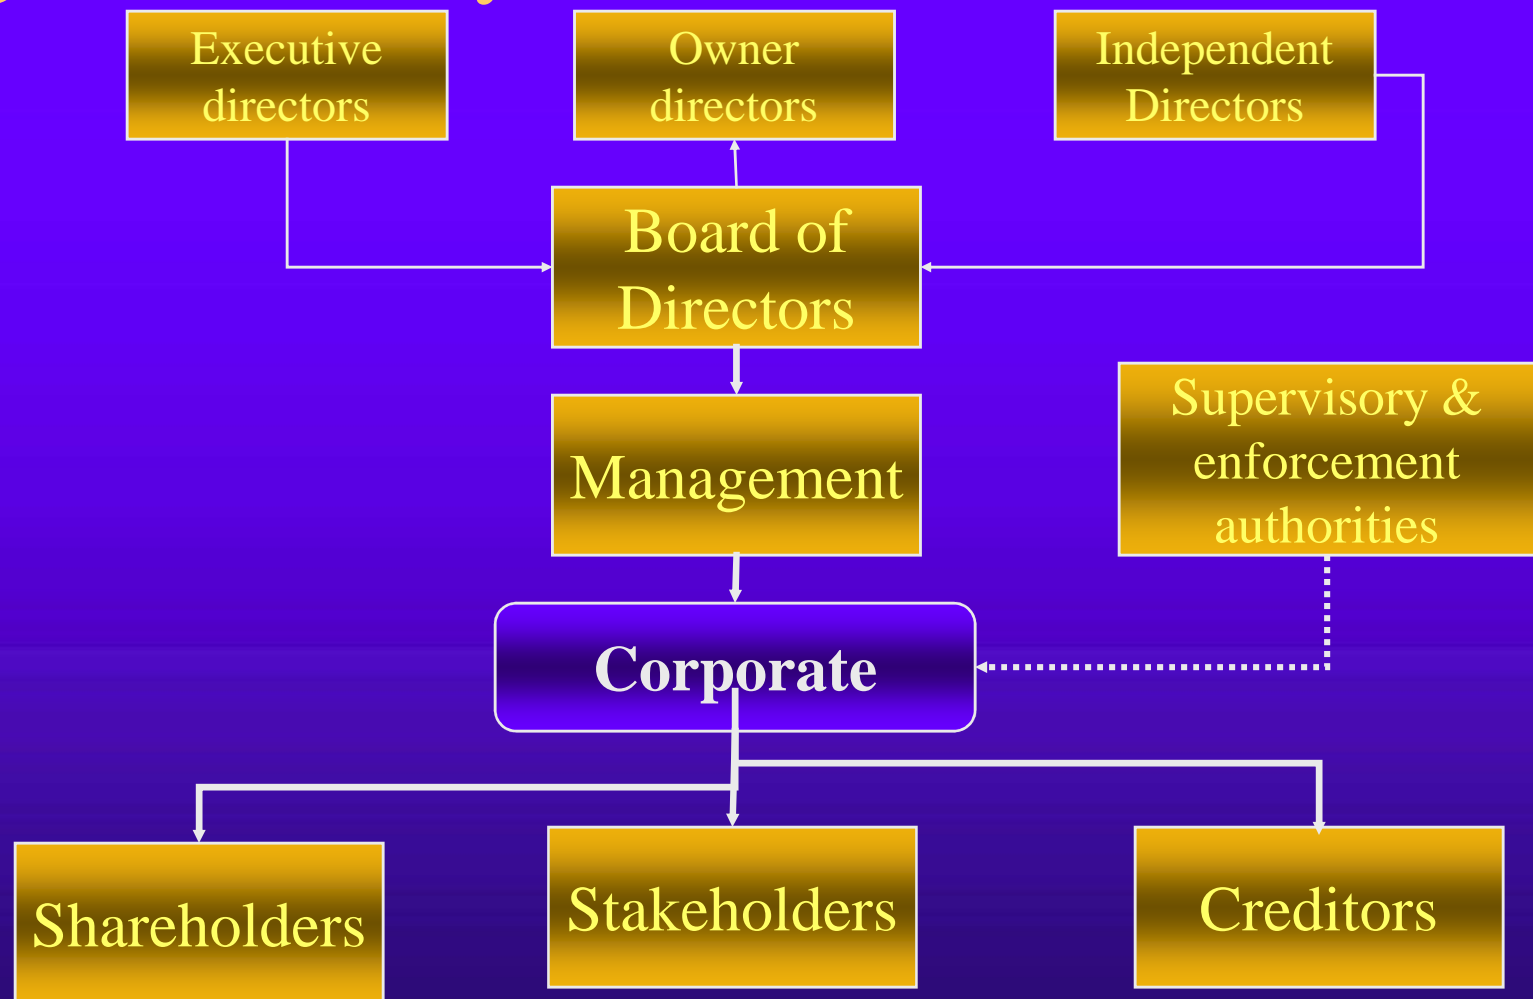 Executive
directors
Owner
directors
Independent
Directors
Board of
Directors
Supervisory &
enforcement
authorities
Management
Corporate
Shareholders
Stakeholders
Creditors